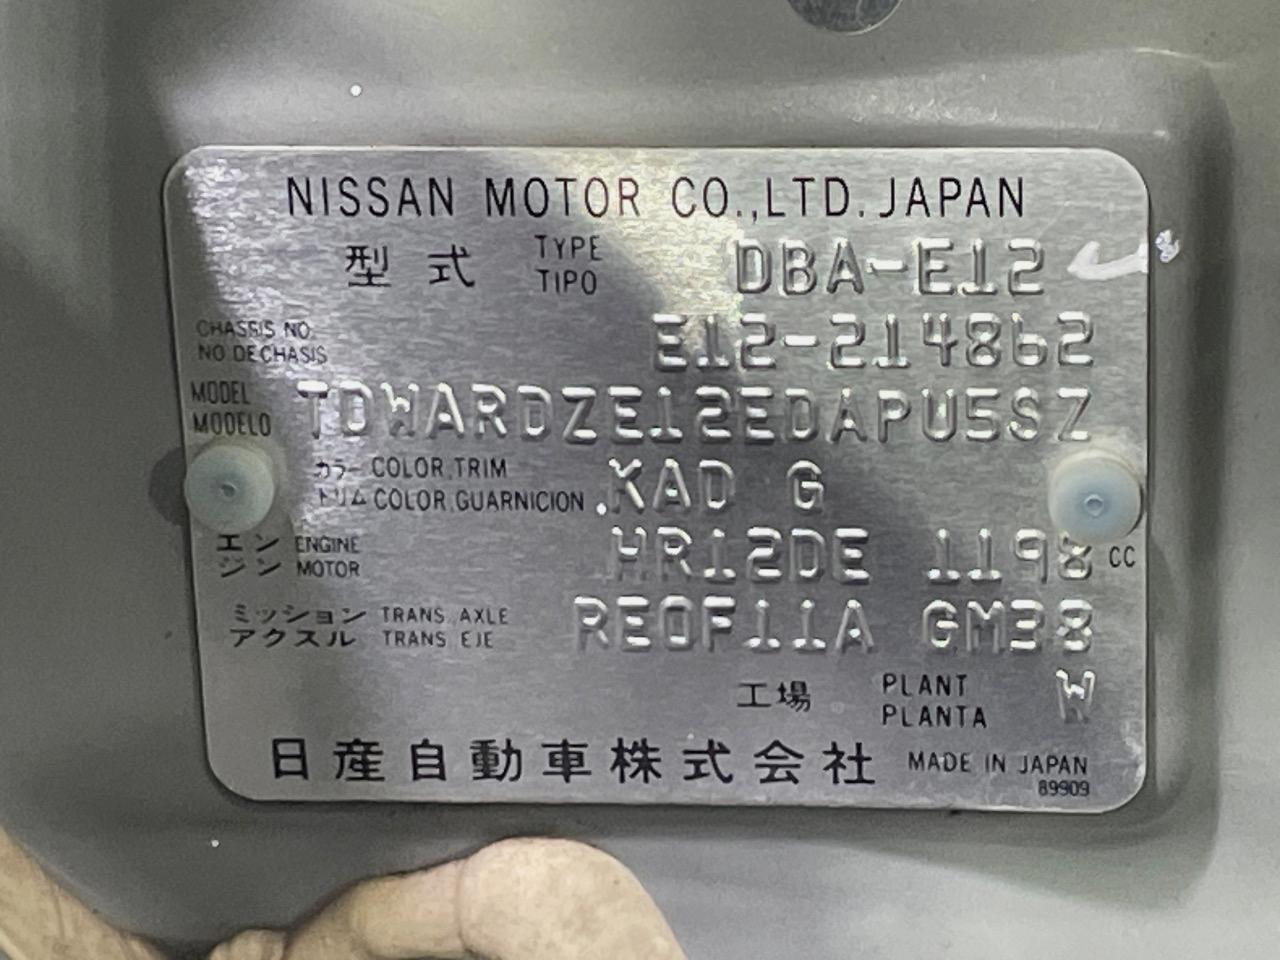 NISSAN MOTOR CO.,LTD. JAPAN
型式 TYPE TIPO DBA-E12
CHASSIS NO. NO. DE CHASIS E12-214862
MODEL MODELO TDWARDZE12EDAPU5SZ
カラー COLOR, TRIM トリム COLOR, GUARNICION KAD G
エンジン ENGINE MOTOR HR12DE 1198 CC
ミッション TRANS. AXLE アクスル TRANS. EJE RE0F11A GM38
工場 PLANT PLANTA W
日産自動車株式会社 MADE IN JAPAN
89909